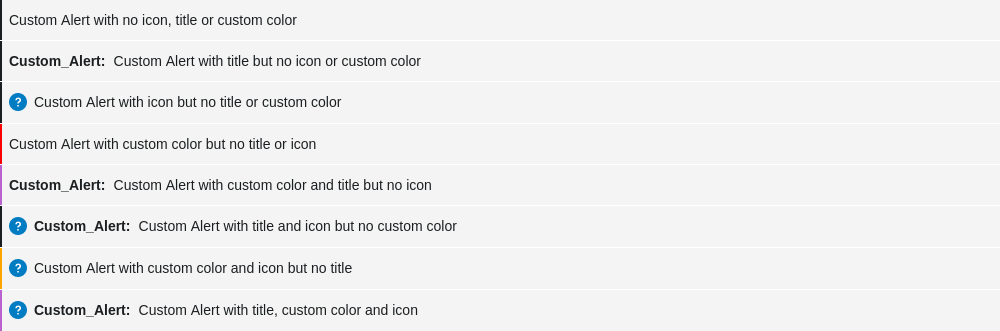 Custom Alert with no icon, title or custom color
Custom_Alert: Custom Alert with title but no icon or custom color
? Custom Alert with icon but no title or custom color
Custom Alert with custom color but no title or icon
Custom_Alert: Custom Alert with custom color and title but no icon
? Custom_Alert: Custom Alert with title and icon but no custom color
? Custom Alert with custom color and icon but no title
? Custom_Alert: Custom Alert with title, custom color and icon